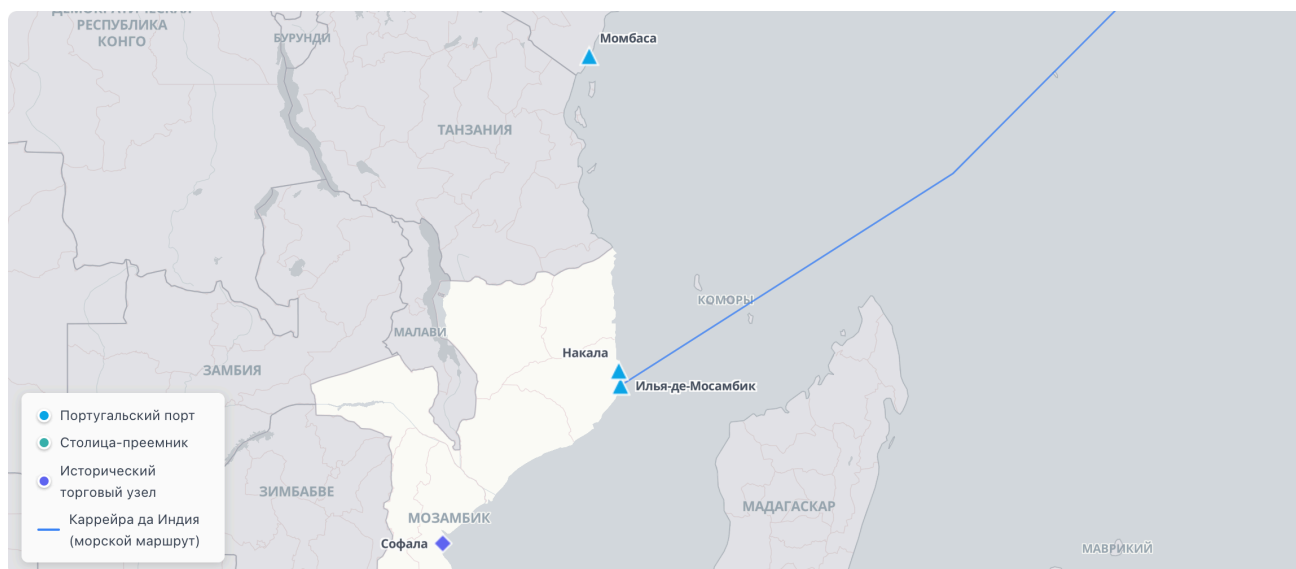 ДЕМОКРАТИЧЕСКАЯ
РЕСПУБЛИКА
КОНГО
БУРУНДИ
Момбаса
ТАНЗАНИЯ
КОМОРЫ
МАЛАВИ
Накала
ЗАМБИЯ
Илья-де-Мосамбик
Португальский порт
Столица-преемник
Исторический
торговый узел
Каррейра да Индия
(морской маршрут)
ЗИМБАБВЕ
МОЗАМБИК
МАДАГАСКАР
Софала
МАВРИКИЙ